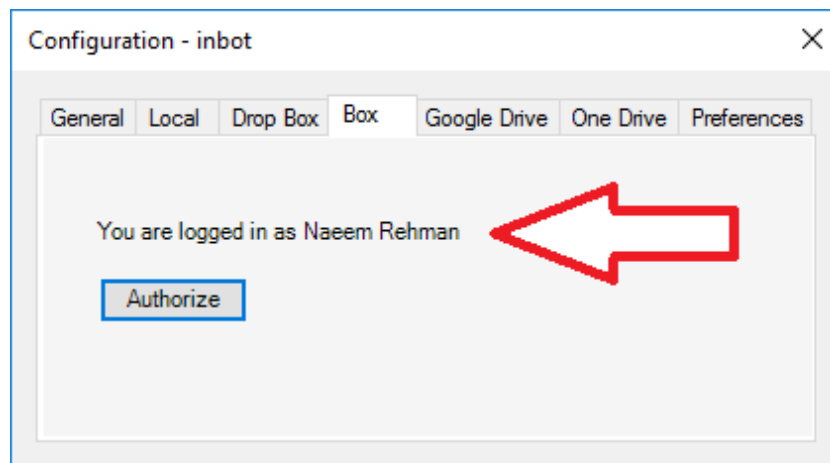 Configuration - inbot
General Local Drop Box Box Google Drive One Drive Preferences
You are logged in as Naeem Rehman
Authorize